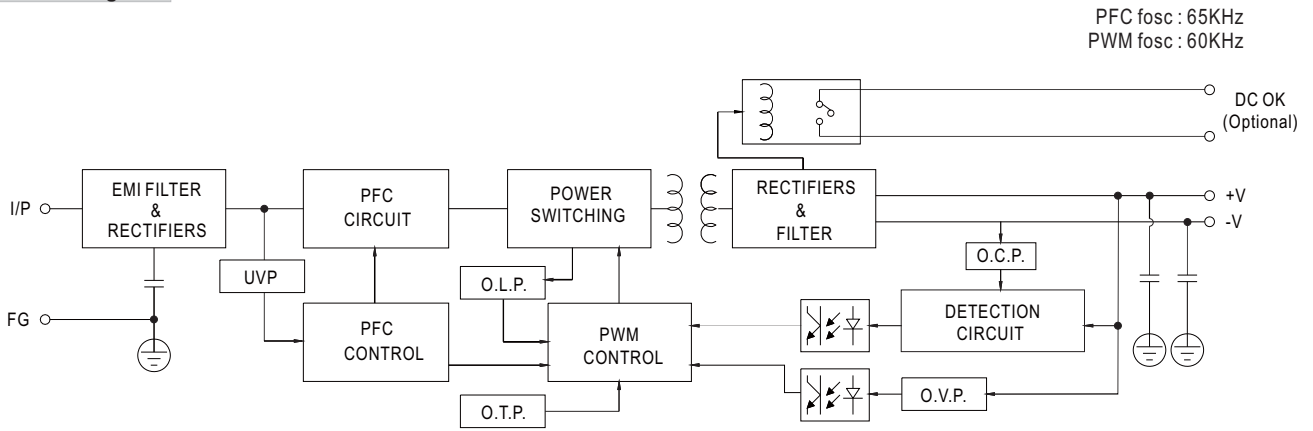 PFC fosc : 65KHz
PWM fosc : 60KHz
DC OK
(Optional)
I/P
EMI FILTER
&
RECTIFIERS
PFC
CIRCUIT
POWER
SWITCHING
RECTIFIERS
&
FILTER
+V
-V
UVP
O.L.P.
O.C.P.
FG
PFC
CONTROL
PWM
CONTROL
DETECTION
CIRCUIT
O.T.P.
O.V.P.